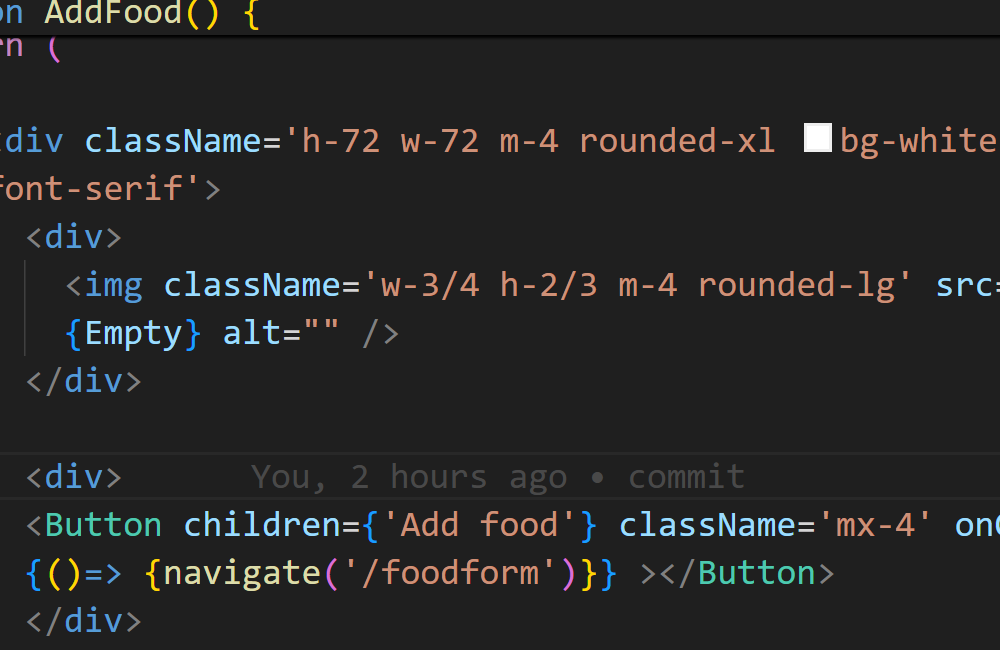 on AddFood() {
rn (
div className='h-72 w-72 m-4 rounded-xl bg-white
font-serif'>
<div>
<img className='w-3/4 h-2/3 m-4 rounded-lg' src=
{Empty} alt="" />
</div>
<div> You, 2 hours ago • commit
<Button children={'Add food'} className='mx-4' onC
{()=> {navigate('/foodform')}} ></Button>
</div>